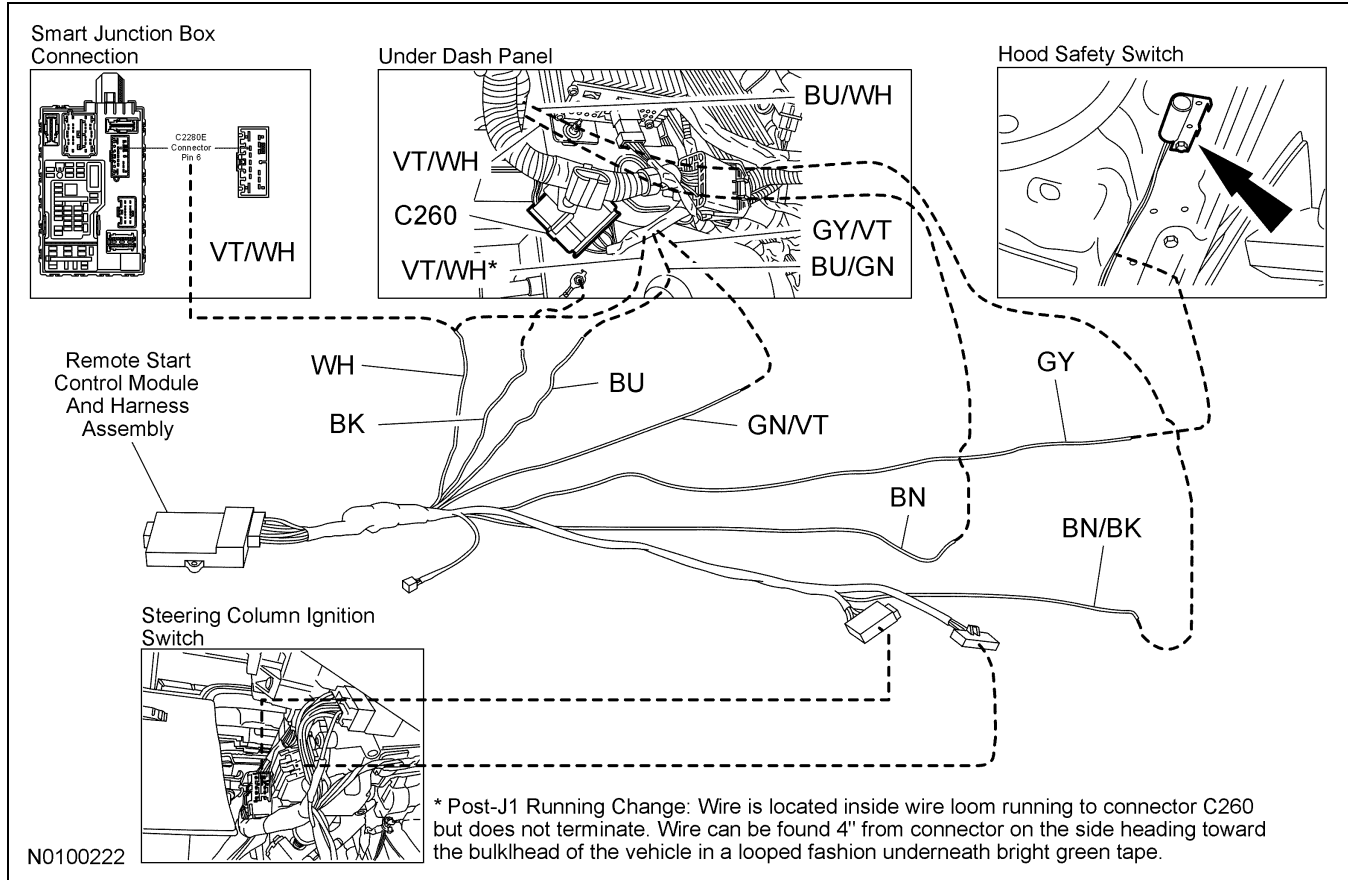 Smart Junction Box
Connection
Under Dash Panel
Hood Safety Switch
C2280E
Connector
Pin 6
VT/WH
BU/WH
VT/WH
C260
VT/WH*
GY/VT
BU/GN
Remote Start
Control Module
And Harness
Assembly
WH
BK
BU
GN/VT
GY
BN
BN/BK
Steering Column Ignition
Switch
* Post-J1 Running Change: Wire is located inside wire loom running to connector C260
but does not terminate. Wire can be found 4" from connector on the side heading toward
the bulklhead of the vehicle in a looped fashion underneath bright green tape.
N0100222